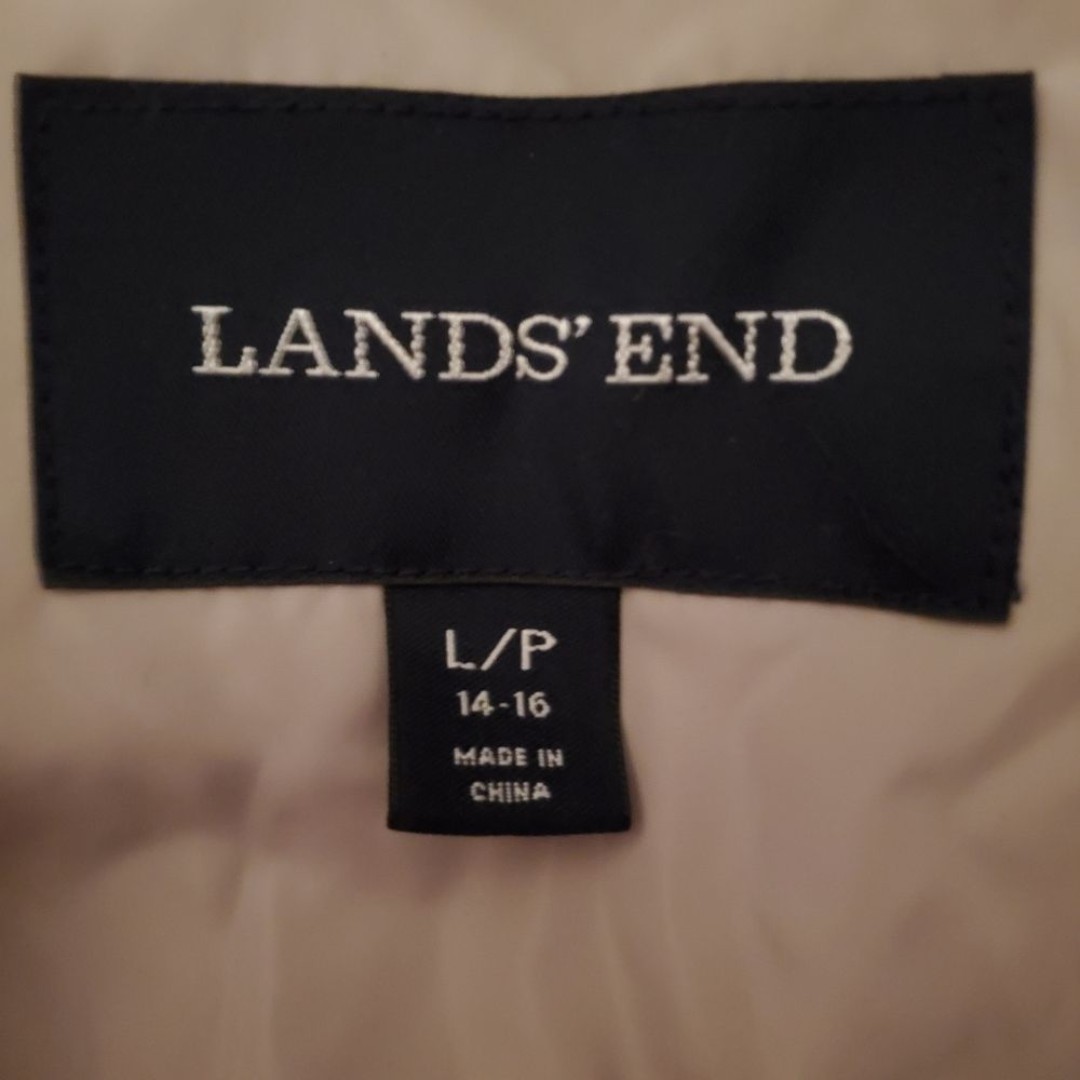 LANDS' END
L/P
14-16
MADE IN
CHINA